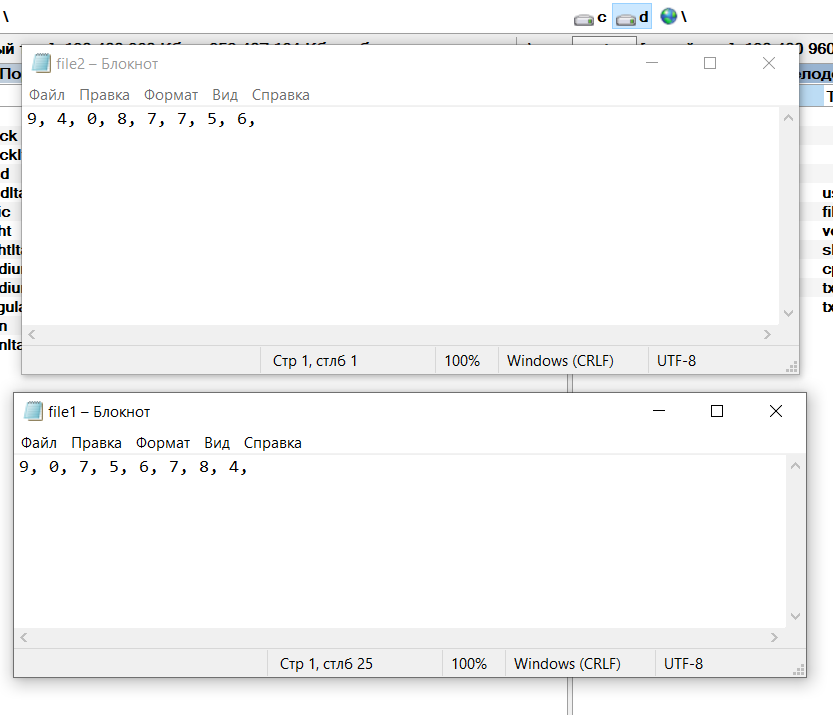 \ c d \
file2 – Блокнот
Файл Правка Формат Вид Справка
9, 4, 0, 8, 7, 7, 5, 6,
Стр 1, стлб 1 100% Windows (CRLF) UTF-8
file1 – Блокнот
Файл Правка Формат Вид Справка
9, 0, 7, 5, 6, 7, 8, 4,
Стр 1, стлб 25 100% Windows (CRLF) UTF-8